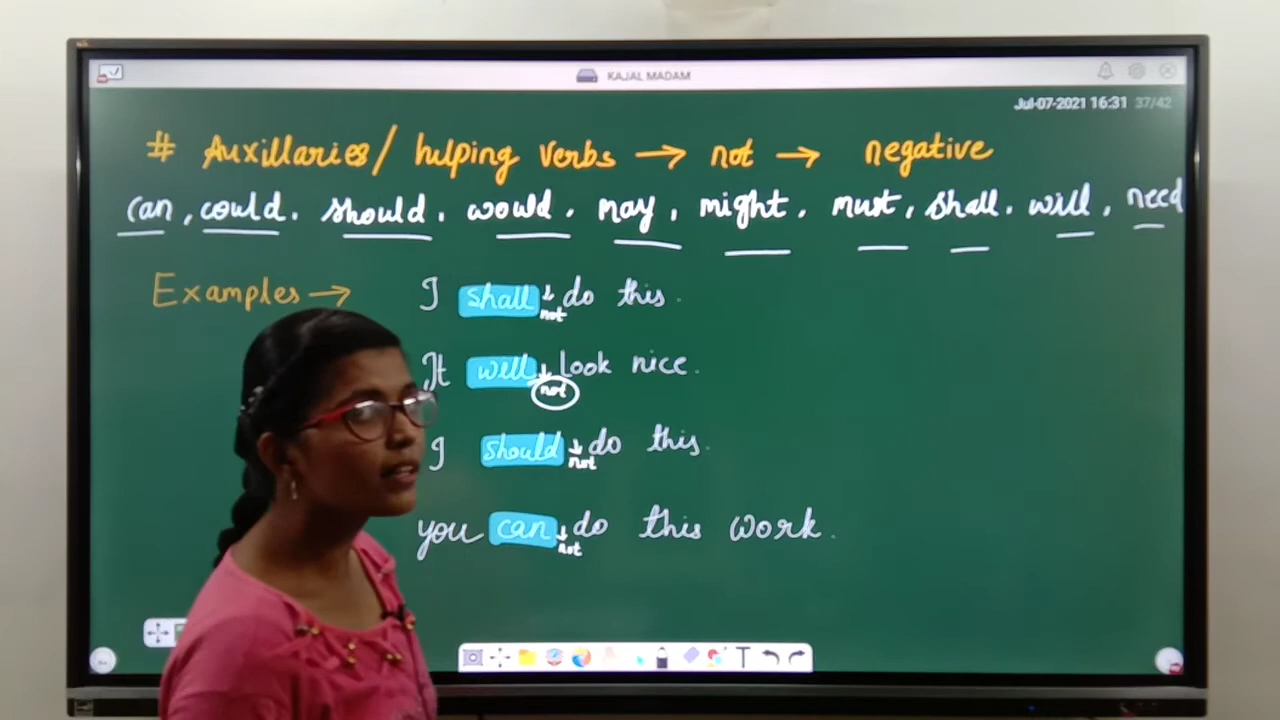 KAJAL MADAM
Jul-07-2021 16:31 37/42
# Auxillaries/ helping verbs → not → negative
can, could. should. would. may, might. must, shall. will, need
Examples → I shall ↓ do this.
not
It will ↓ look nice.
not
I should ↓ do this.
not
you can ↓ do this work.
not
T